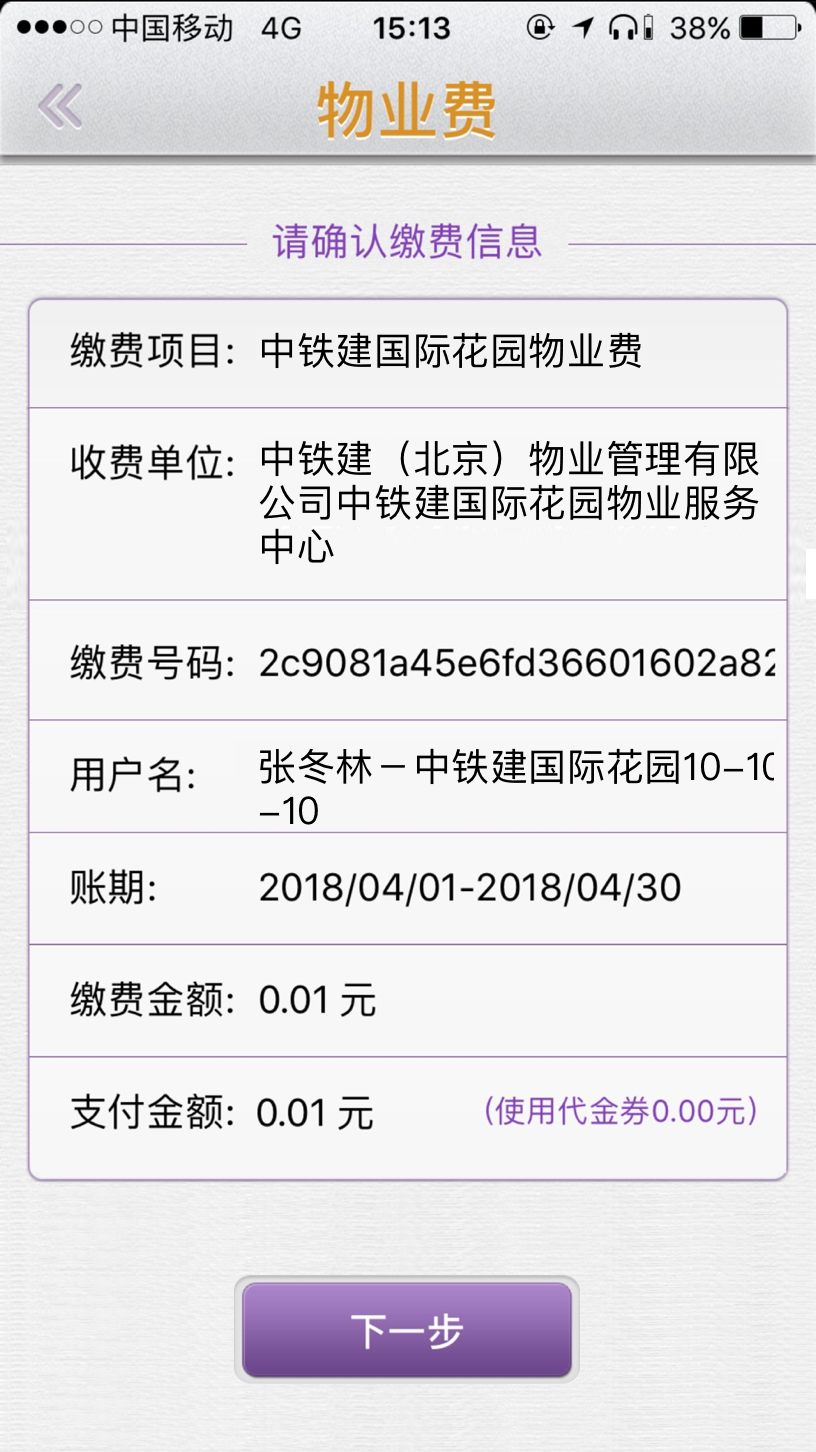 中国移动 4G 15:13 38%
物业费
请确认缴费信息
缴费项目: 中铁建国际花园物业费
收费单位: 中铁建（北京）物业管理有限
公司中铁建国际花园物业服务
中心
缴费号码: 2c9081a45e6fd36601602a82
用户名: 张冬林－中铁建国际花园10–10
–10
账期: 2018/04/01-2018/04/30
缴费金额: 0.01 元
支付金额: 0.01 元 (使用代金券0.00元)
下一步